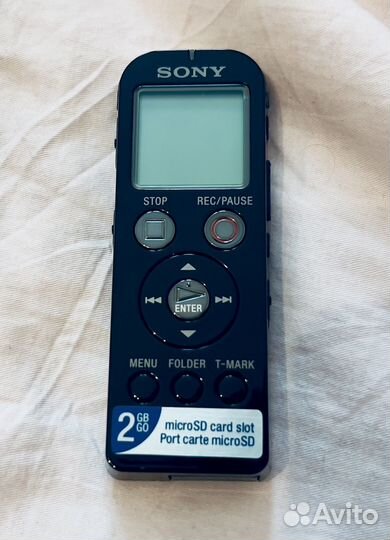 SONY
STOP REC/PAUSE
ENTER
MENU FOLDER T-MARK
2 GB GO
microSD card slot
Port carte microSD
Avito